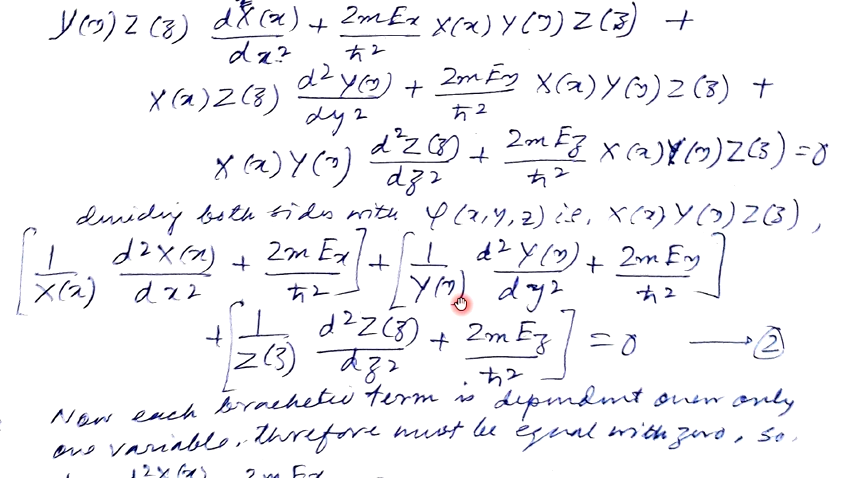 Y(y) Z(z) dX(x)/dx² + 2mEx/ħ² X(x) Y(y) Z(z) +
X(x) Z(z) d²Y(y)/dy² + 2mEy/ħ² X(x) Y(y) Z(z) +
X(x) Y(y) d²Z(z)/dz² + 2mEz/ħ² X(x) Y(y) Z(z) = 0
dividing both sides with Ψ(x,y,z) i.e, X(x) Y(y) Z(z),
[1/X(x) d²X(x)/dx² + 2mEx/ħ²] + [1/Y(y) d²Y(y)/dy² + 2mEy/ħ²]
+ [1/Z(z) d²Z(z)/dz² + 2mEz/ħ²] = 0 → ②
Now each bracketed term is dependent over only
one variable, therefore must be equal with zero, so.
d²X(x) 2mEx